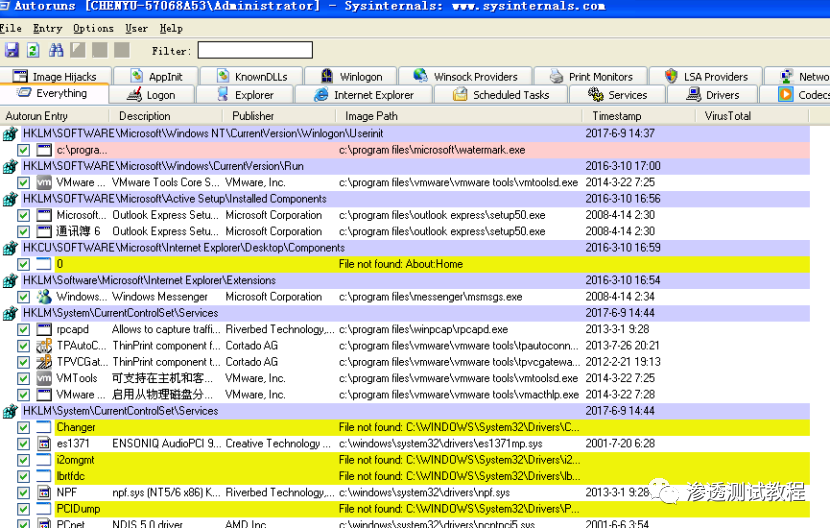 Autoruns [CHENYU-57068A53\Administrator] - Sysinternals: www.sysinternals.com
File Entry Options User Help
Filter:
Image Hijacks AppInit KnownDLLs Winlogon Winsock Providers Print Monitors LSA Providers Netwo
Everything Logon Explorer Internet Explorer Scheduled Tasks Services Drivers Codecs
Autorun Entry Description Publisher Image Path Timestamp VirusTotal
HKLM\SOFTWARE\Microsoft\Windows NT\CurrentVersion\Winlogon\Userinit 2017-6-9 14:37
c:\progra... c:\program files\microsoft\watermark.exe
HKLM\SOFTWARE\Microsoft\Windows\CurrentVersion\Run 2016-3-10 17:00
VMware ... VMware Tools Core S... VMware, Inc. c:\program files\vmware\vmware tools\vmtoolsd.exe 2014-3-22 7:25
HKLM\SOFTWARE\Microsoft\Active Setup\Installed Components 2016-3-10 16:56
Microsoft... Outlook Express Setu... Microsoft Corporation c:\program files\outlook express\setup50.exe 2008-4-14 2:30
通讯簿 6 Outlook Express Setu... Microsoft Corporation c:\program files\outlook express\setup50.exe 2008-4-14 2:30
HKCU\SOFTWARE\Microsoft\Internet Explorer\Desktop\Components 2016-3-10 16:59
0 File not found: About:Home
HKLM\Software\Microsoft\Internet Explorer\Extensions 2016-3-10 16:54
Windows... Windows Messenger Microsoft Corporation c:\program files\messenger\msmsgs.exe 2008-4-14 2:34
HKLM\System\CurrentControlSet\Services 2017-6-9 14:44
rpcapd Allows to capture traffi... Riverbed Technology,... c:\program files\winpcap\rpcapd.exe 2013-3-1 9:28
TPAutoC... ThinPrint component f... Cortado AG c:\program files\vmware\vmware tools\tpautoconn... 2013-7-26 20:21
TPVCGat... ThinPrint component f... Cortado AG c:\program files\vmware\vmware tools\tpvcgatewa... 2012-2-21 19:13
VMTools 可支持在主机和客... VMware, Inc. c:\program files\vmware\vmware tools\vmtoolsd.exe 2014-3-22 7:25
VMware ... 启用从物理磁盘分... VMware, Inc. c:\program files\vmware\vmware tools\vmacthlp.exe 2014-3-22 7:28
HKLM\System\CurrentControlSet\Services 2017-6-9 14:44
Changer File not found: C:\WINDOWS\System32\Drivers\C...
es1371 ENSONIQ AudioPCI 9... Creative Technology ... c:\windows\system32\drivers\es1371mp.sys 2001-7-20 6:28
i2omgmt File not found: C:\WINDOWS\System32\Drivers\i2...
lbrtfdc File not found: C:\WINDOWS\System32\Drivers\lb...
NPF npf.sys (NT5/6 x86) K... Riverbed Technology,... c:\windows\system32\drivers\npf.sys 2013-3-1 9:28
渗透测试教程
PCIDump File not found: C:\WINDOWS\System32\Drivers\P...
PCnet NDIS 5.0 driver AMD Inc. c:\windows\system32\drivers\pcntpci5.sys 2001-6-6 3:54